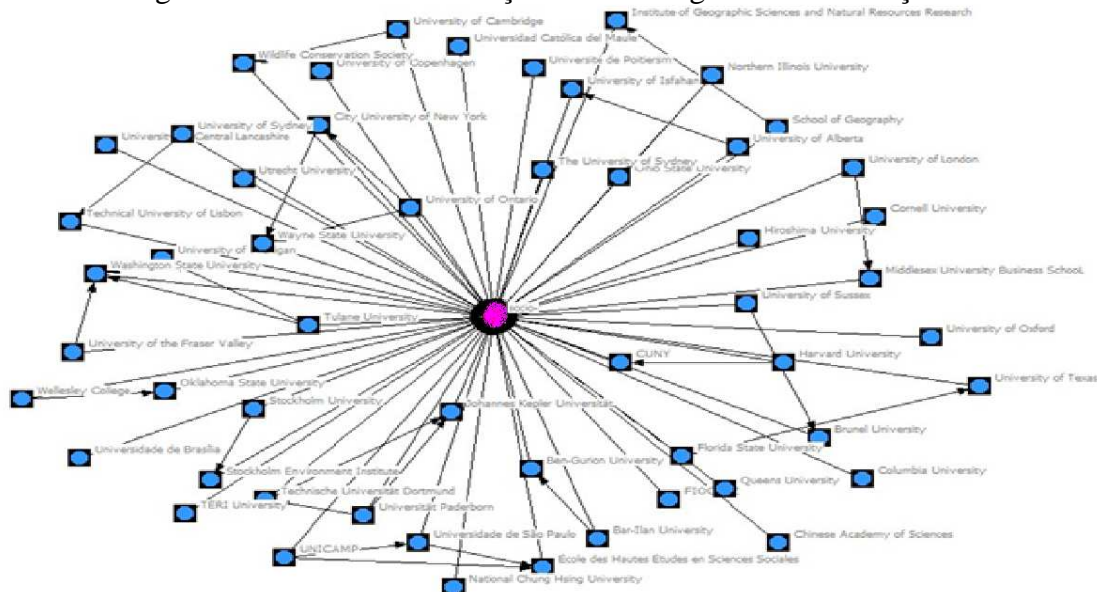 University of Cambridge
Institute of Geographic Sciences and Natural Resources Research
Universidad Católica del Maule
Wildlife Conservation Society
University of Copenhagen
Université de Poitiersm
Northern Illinois University
University of Isfahan
City University of New York
School of Geography
University of Sydney
Central Lancashire
University of Alberta
The University of Sydney
Ohio State University
University of London
Utrecht University
University of Ontario
Cornell University
Technical University of Lisbon
Wayne State University
Hiroshima University
University of
Washington State University
Middlesex University Business School
University of Sussex
Tulane University
University of Oxford
University of the Fraser Valley
CUNY
Harvard University
Wellesley College
Oklahoma State University
University of Texas
Stockholm University
Johannes Kepler Universität
Brunel University
Universidade de Brasília
Florida State University
Stockholm Environment Institute
Ben-Gurion University
Columbia University
Technische Universität Dortmund
Queens University
TERI University
Universität Paderborn
Universidade de São Paulo
Bar-Ilan University
Chinese Academy of Sciences
UNICAMP
École des Hautes Études en Sciences Sociales
National Chung Hsing University